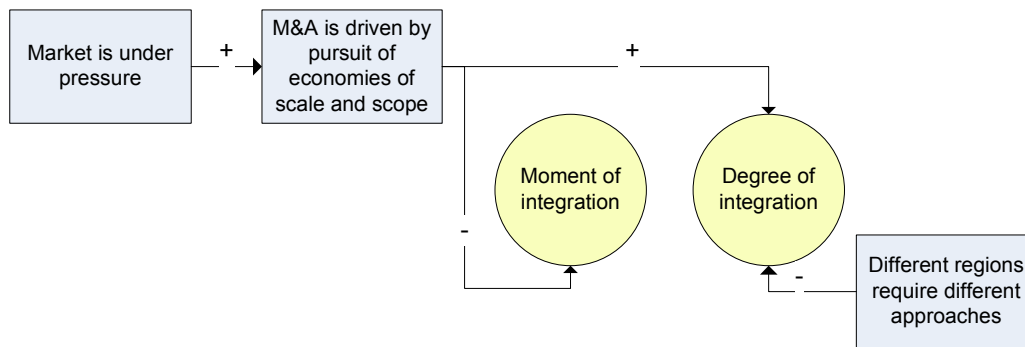 Market is under
pressure
+
M&A is driven by
pursuit of
economies of
scale and scope
+
-
Moment of
integration
Degree of
integration
-
Different regions
require different
approaches